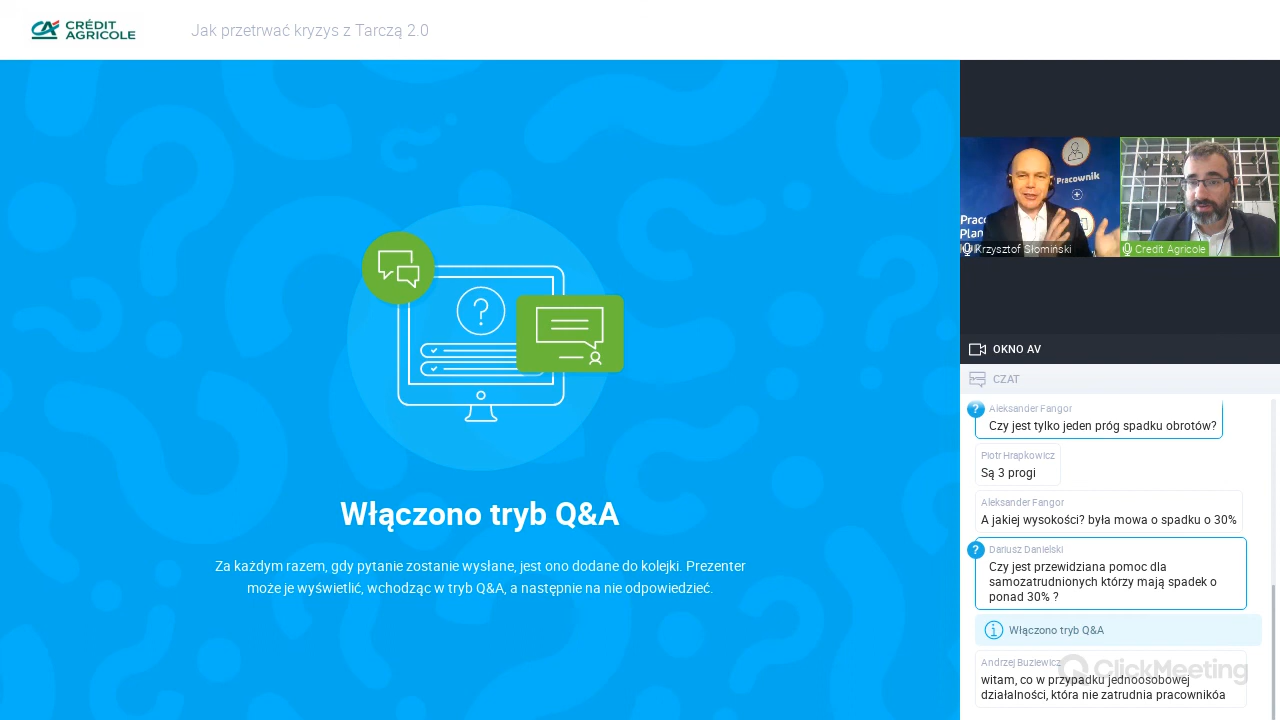 CRÉDIT
AGRICOLE
Jak przetrwać kryzys z Tarczą 2.0
Włączono tryb Q&A
Za każdym razem, gdy pytanie zostanie wysłane, jest ono dodane do kolejki. Prezenter
może je wyświetlić, wchodząc w tryb Q&A, a następnie na nie odpowiedzieć.
Pracownik
Krzysztof Słomiński
Credit Agricole
OKNO AV
CZAT
Aleksander Fangor
Czy jest tylko jeden próg spadku obrotów?
Piotr Hrapkowicz
Są 3 progi
Aleksander Fangor
A jakiej wysokości? była mowa o spadku o 30%
Dariusz Danielski
Czy jest przewidziana pomoc dla
samozatrudnionych którzy mają spadek o
ponad 30% ?
Włączono tryb Q&A
Andrzej Buzlewicz
witam, co w przypadku jednoosobowej
działalności, która nie zatrudnia pracownikóa
ClickMeeting